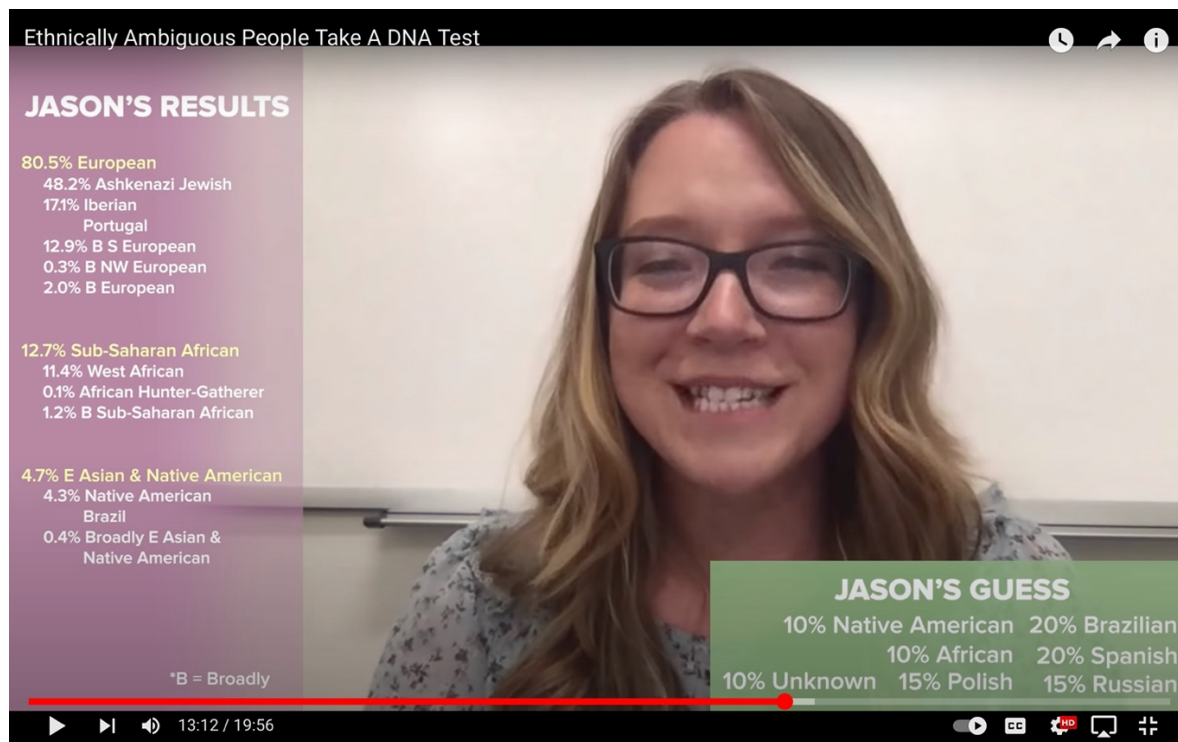 Ethnically Ambiguous People Take A DNA Test
JASON'S RESULTS
80.5% European
48.2% Ashkenazi Jewish
17.1% Iberian
Portugal
12.9% B S European
0.3% B NW European
2.0% B European
12.7% Sub-Saharan African
11.4% West African
0.1% African Hunter-Gatherer
1.2% B Sub-Saharan African
4.7% E Asian & Native American
4.3% Native American
Brazil
0.4% Broadly E Asian &
Native American
*B = Broadly
JASON'S GUESS
10% Native American 20% Brazilian
10% African 20% Spanish
10% Unknown 15% Polish 15% Russian
13:12 / 19:56
CC
HD